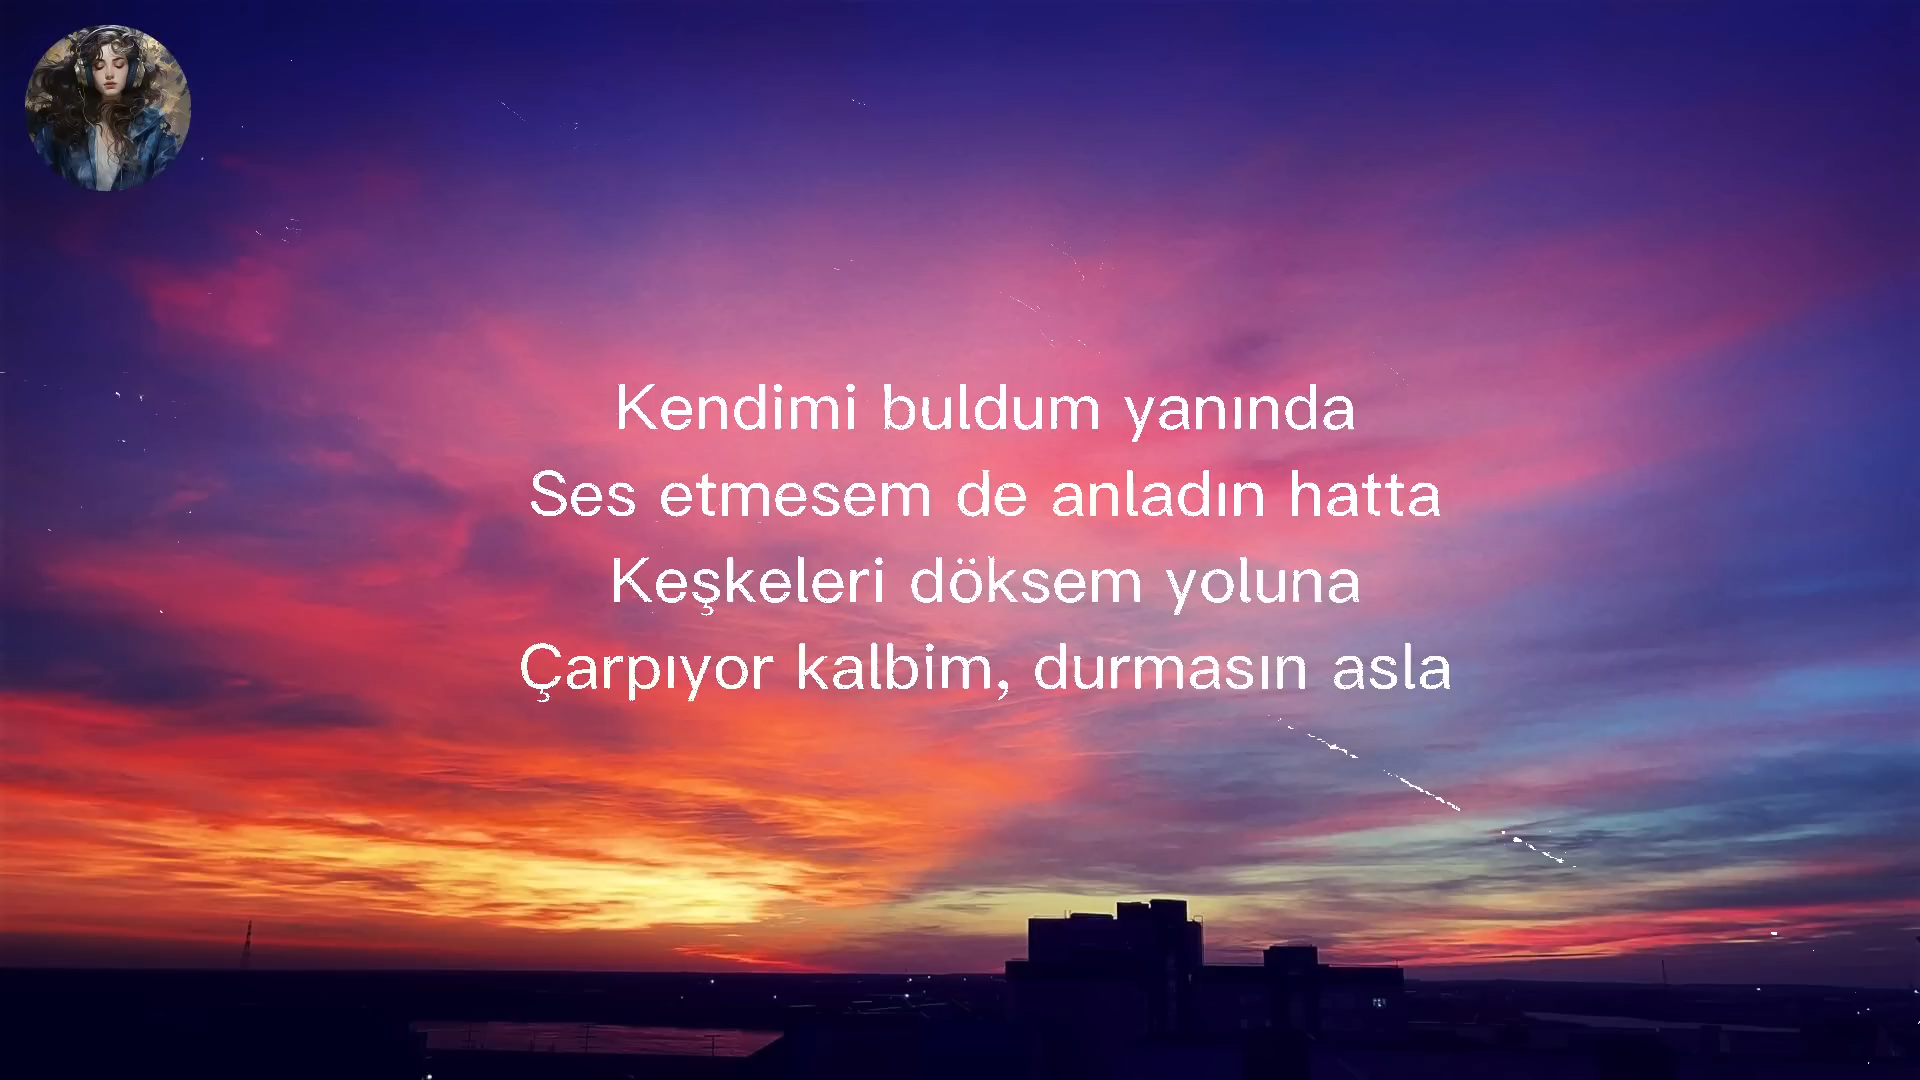 Kendimi buldum yanında
Ses etmesem de anladın hatta
Keşkeleri döksem yoluna
Çarpıyor kalbim, durmasın asla